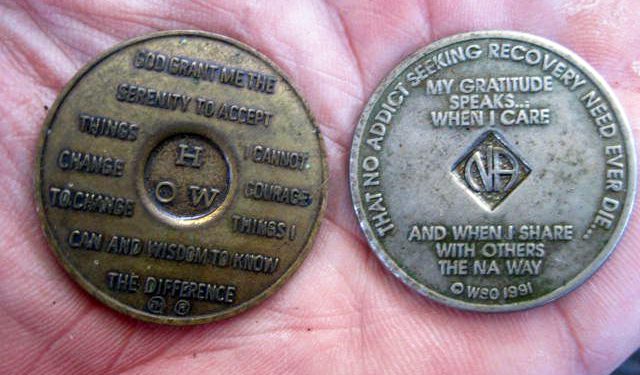 GOD GRANT ME THE
SERENITY TO ACCEPT
THINGS I CANNOT
CHANGE COURAGE
TO CHANGE THINGS I
CAN AND WISDOM TO KNOW
THE DIFFERENCE
H
O W
®
THAT NO ADDICT SEEKING RECOVERY NEED EVER DIE...
MY GRATITUDE
SPEAKS...
WHEN I CARE
NA
AND WHEN I SHARE
WITH OTHERS
THE NA WAY
© WSO 1991